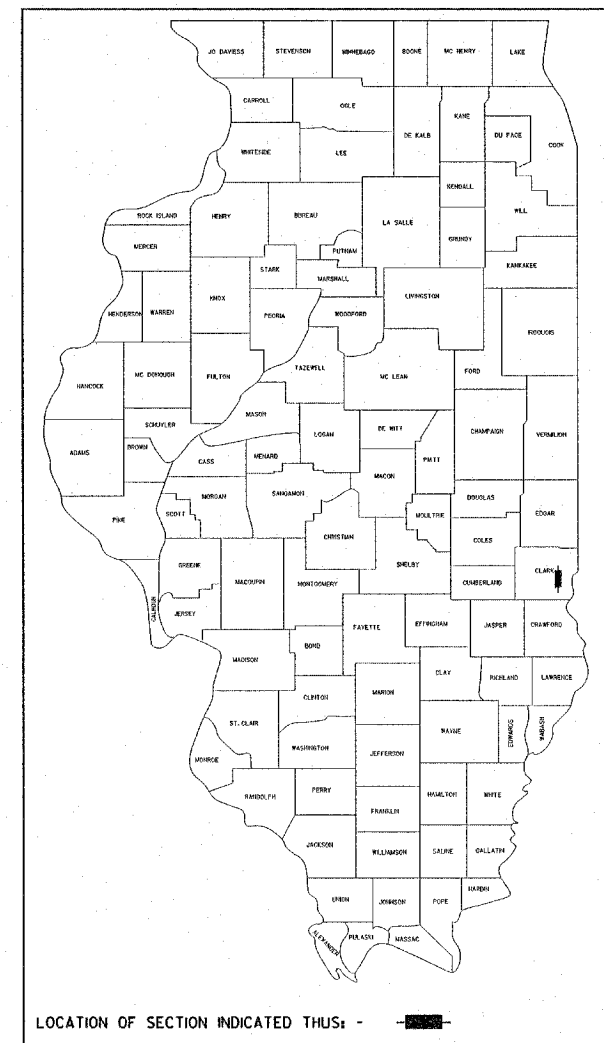 JO DAVIESS STEVENSON WINNEBAGO BOONE MC HENRY LAKE
CARROLL OGLE KANE
DE KALB DU PAGE COOK
WHITESIDE LEE
KENDALL
ROCK ISLAND HENRY BUREAU LA SALLE WILL
MERCER PUTNAM GRUNDY
STARK KANKAKEE
MARSHALL
HENDERSON WARREN KNOX PEORIA WOODFORD LIVINGSTON
IROQUOIS
TAZEWELL FORD
HANCOCK MC DONOUGH FULTON MC LEAN
MASON
SCHUYLER DE WITT CHAMPAIGN
LOGAN VERMILION
ADAMS BROWN CASS MENARD PIATT
MACON
MORGAN SANGAMON DOUGLAS
PIKE SCOTT MOULTRIE EDGAR
CHRISTIAN COLES
GREENE SHELBY CLARK
MACOUPIN MONTGOMERY CUMBERLAND
CALHOUN JERSEY
FAYETTE EFFINGHAM JASPER CRAWFORD
BOND
MADISON
CLAY RICHLAND LAWRENCE
CLINTON MARION
ST. CLAIR WAYNE EDWARDS WABASH
WASHINGTON
MONROE JEFFERSON
RANDOLPH PERRY HAMILTON WHITE
FRANKLIN
JACKSON WILLIAMSON SALINE GALLATIN
UNION JOHNSON POPE HARDIN
ALEXANDER PULASKI MASSAC
LOCATION OF SECTION INDICATED THUS: -